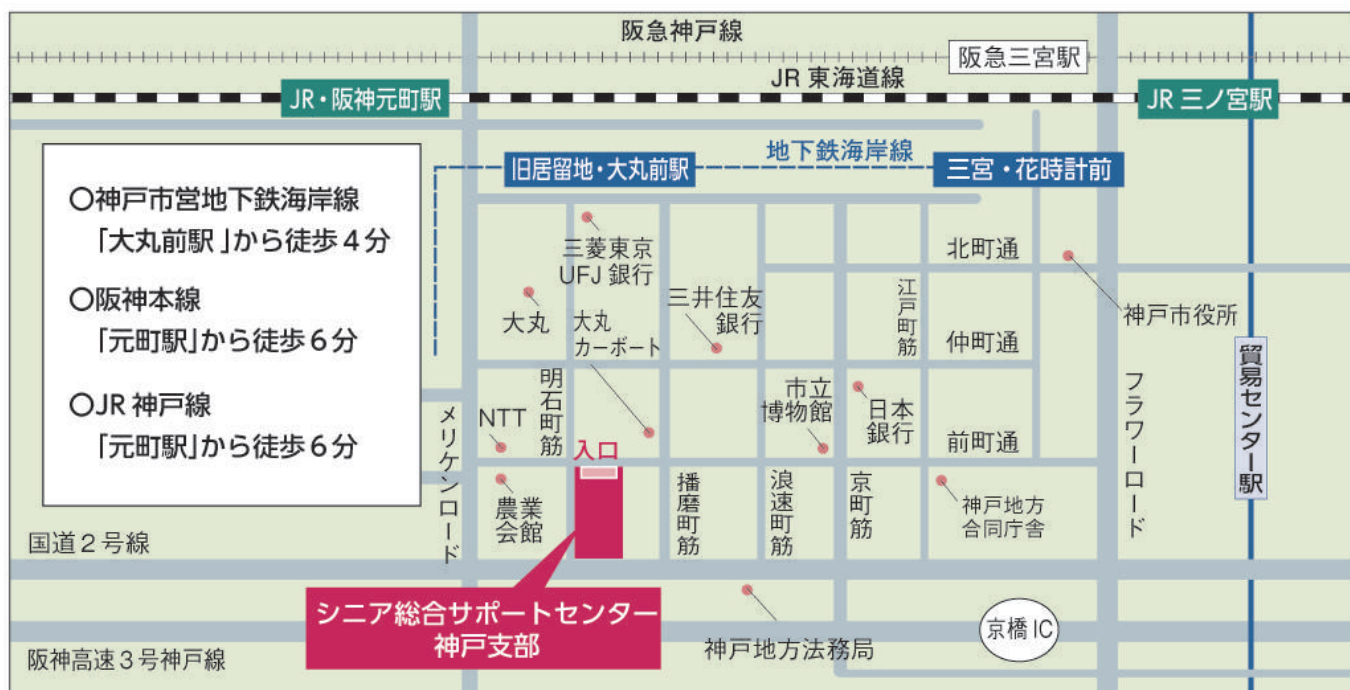 阪急神戸線
阪急三宮駅
JR 東海道線
JR・阪神元町駅
JR 三ノ宮駅
地下鉄海岸線
旧居留地・大丸前駅
三宮・花時計前
○神戸市営地下鉄海岸線
「大丸前駅」から徒歩4分
○阪神本線
「元町駅」から徒歩6分
○JR 神戸線
「元町駅」から徒歩6分
三菱東京
UFJ 銀行
北町通
大丸
大丸
カーポート
三井住友
銀行
江戸町筋
神戸市役所
仲町通
貿易センター駅
明石町筋
市立
博物館
日本
銀行
フラワーロード
メリケンロード
NTT
入口
前町通
農業
会館
播磨町筋
浪速町筋
京町筋
神戸地方
合同庁舎
国道2号線
シニア総合サポートセンター
神戸支部
神戸地方法務局
京橋 IC
阪神高速3号神戸線